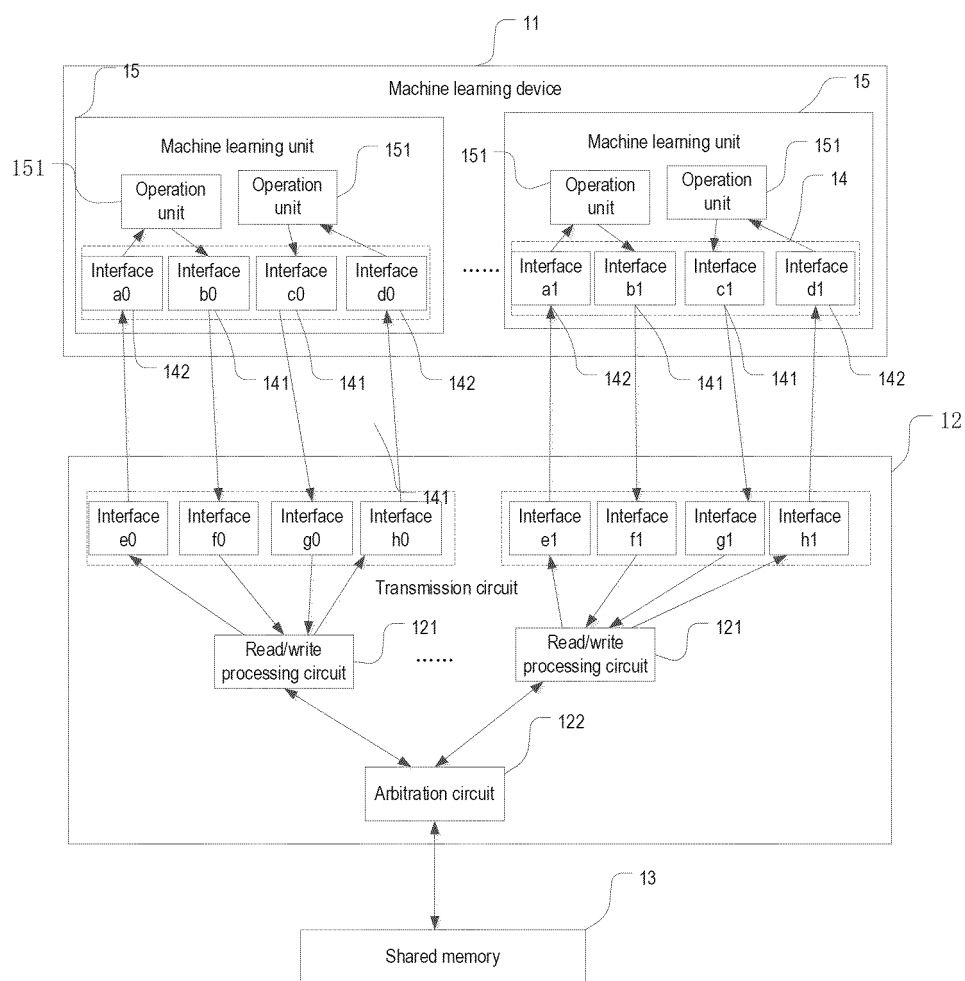 11
Machine learning device
15
15
Machine learning unit
Machine learning unit
151
151
151
151
Operation
unit
Operation
unit
Operation
unit
Operation
unit
14
Interface
a0
Interface
b0
Interface
c0
Interface
d0
......
Interface
a1
Interface
b1
Interface
c1
Interface
d1
142
141
141
142
142
141
141
142
141
12
Interface
e0
Interface
f0
Interface
g0
Interface
h0
Interface
e1
Interface
f1
Interface
g1
Interface
h1
Transmission circuit
Read/write
processing circuit
121
......
Read/write
processing circuit
121
122
Arbitration circuit
13
Shared memory